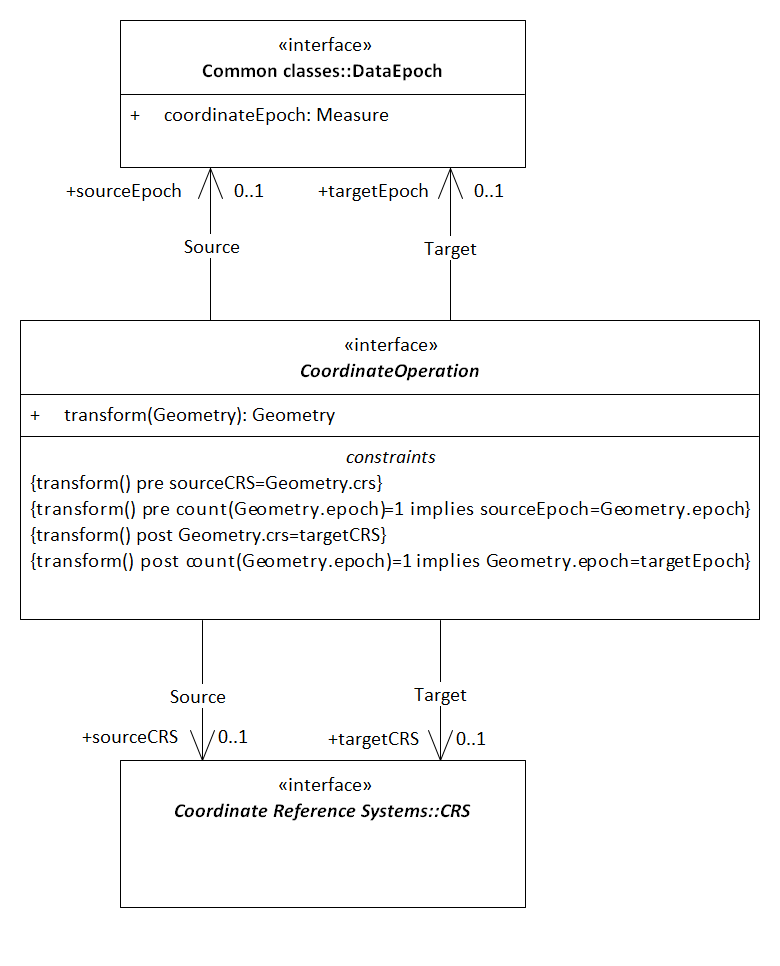 «interface»
Common classes::DataEpoch
+ coordinateEpoch: Measure
+sourceEpoch 0..1 +targetEpoch 0..1
Source Target
«interface»
CoordinateOperation
+ transform(Geometry): Geometry
constraints
{transform() pre sourceCRS=Geometry.crs}
{transform() pre count(Geometry.epoch)=1 implies sourceEpoch=Geometry.epoch}
{transform() post Geometry.crs=targetCRS}
{transform() post count(Geometry.epoch)=1 implies Geometry.epoch=targetEpoch}
Source Target
+sourceCRS 0..1 +targetCRS 0..1
«interface»
Coordinate Reference Systems::CRS